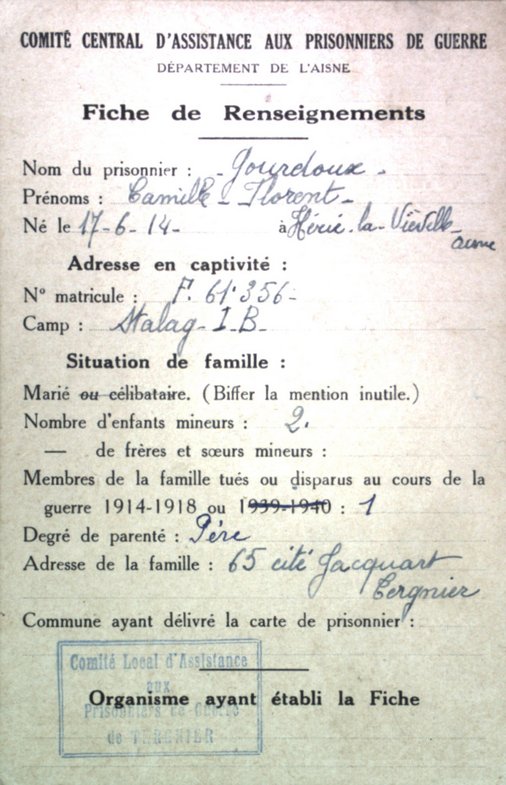 COMITÉ CENTRAL D'ASSISTANCE AUX PRISONNIERS DE GUERRE
DÉPARTEMENT DE L'AISNE
Fiche de Renseignements
Nom du prisonnier : - Gourdoux -
Prénoms : Camille - Florent -
Né le 17-6-14- à Hérie-la-Vieville
aisne
Adresse en captivité :
N° matricule : F. 61.356-
Camp : Stalag- I B-
Situation de famille :
Marié ou célibataire. (Biffer la mention inutile.)
Nombre d'enfants mineurs : 2.
— de frères et sœurs mineurs :
Membres de la famille tués ou disparus au cours de la
guerre 1914-1918 ou 1939-1940 : 1
Degré de parenté : Père
Adresse de la famille : 65 cité Jacquart
Tergnier
Commune ayant délivré la carte de prisonnier :
Comité Local d'Assistance
aux
Prisonniers de Guerre
de TERGNIER
Organisme ayant établi la Fiche